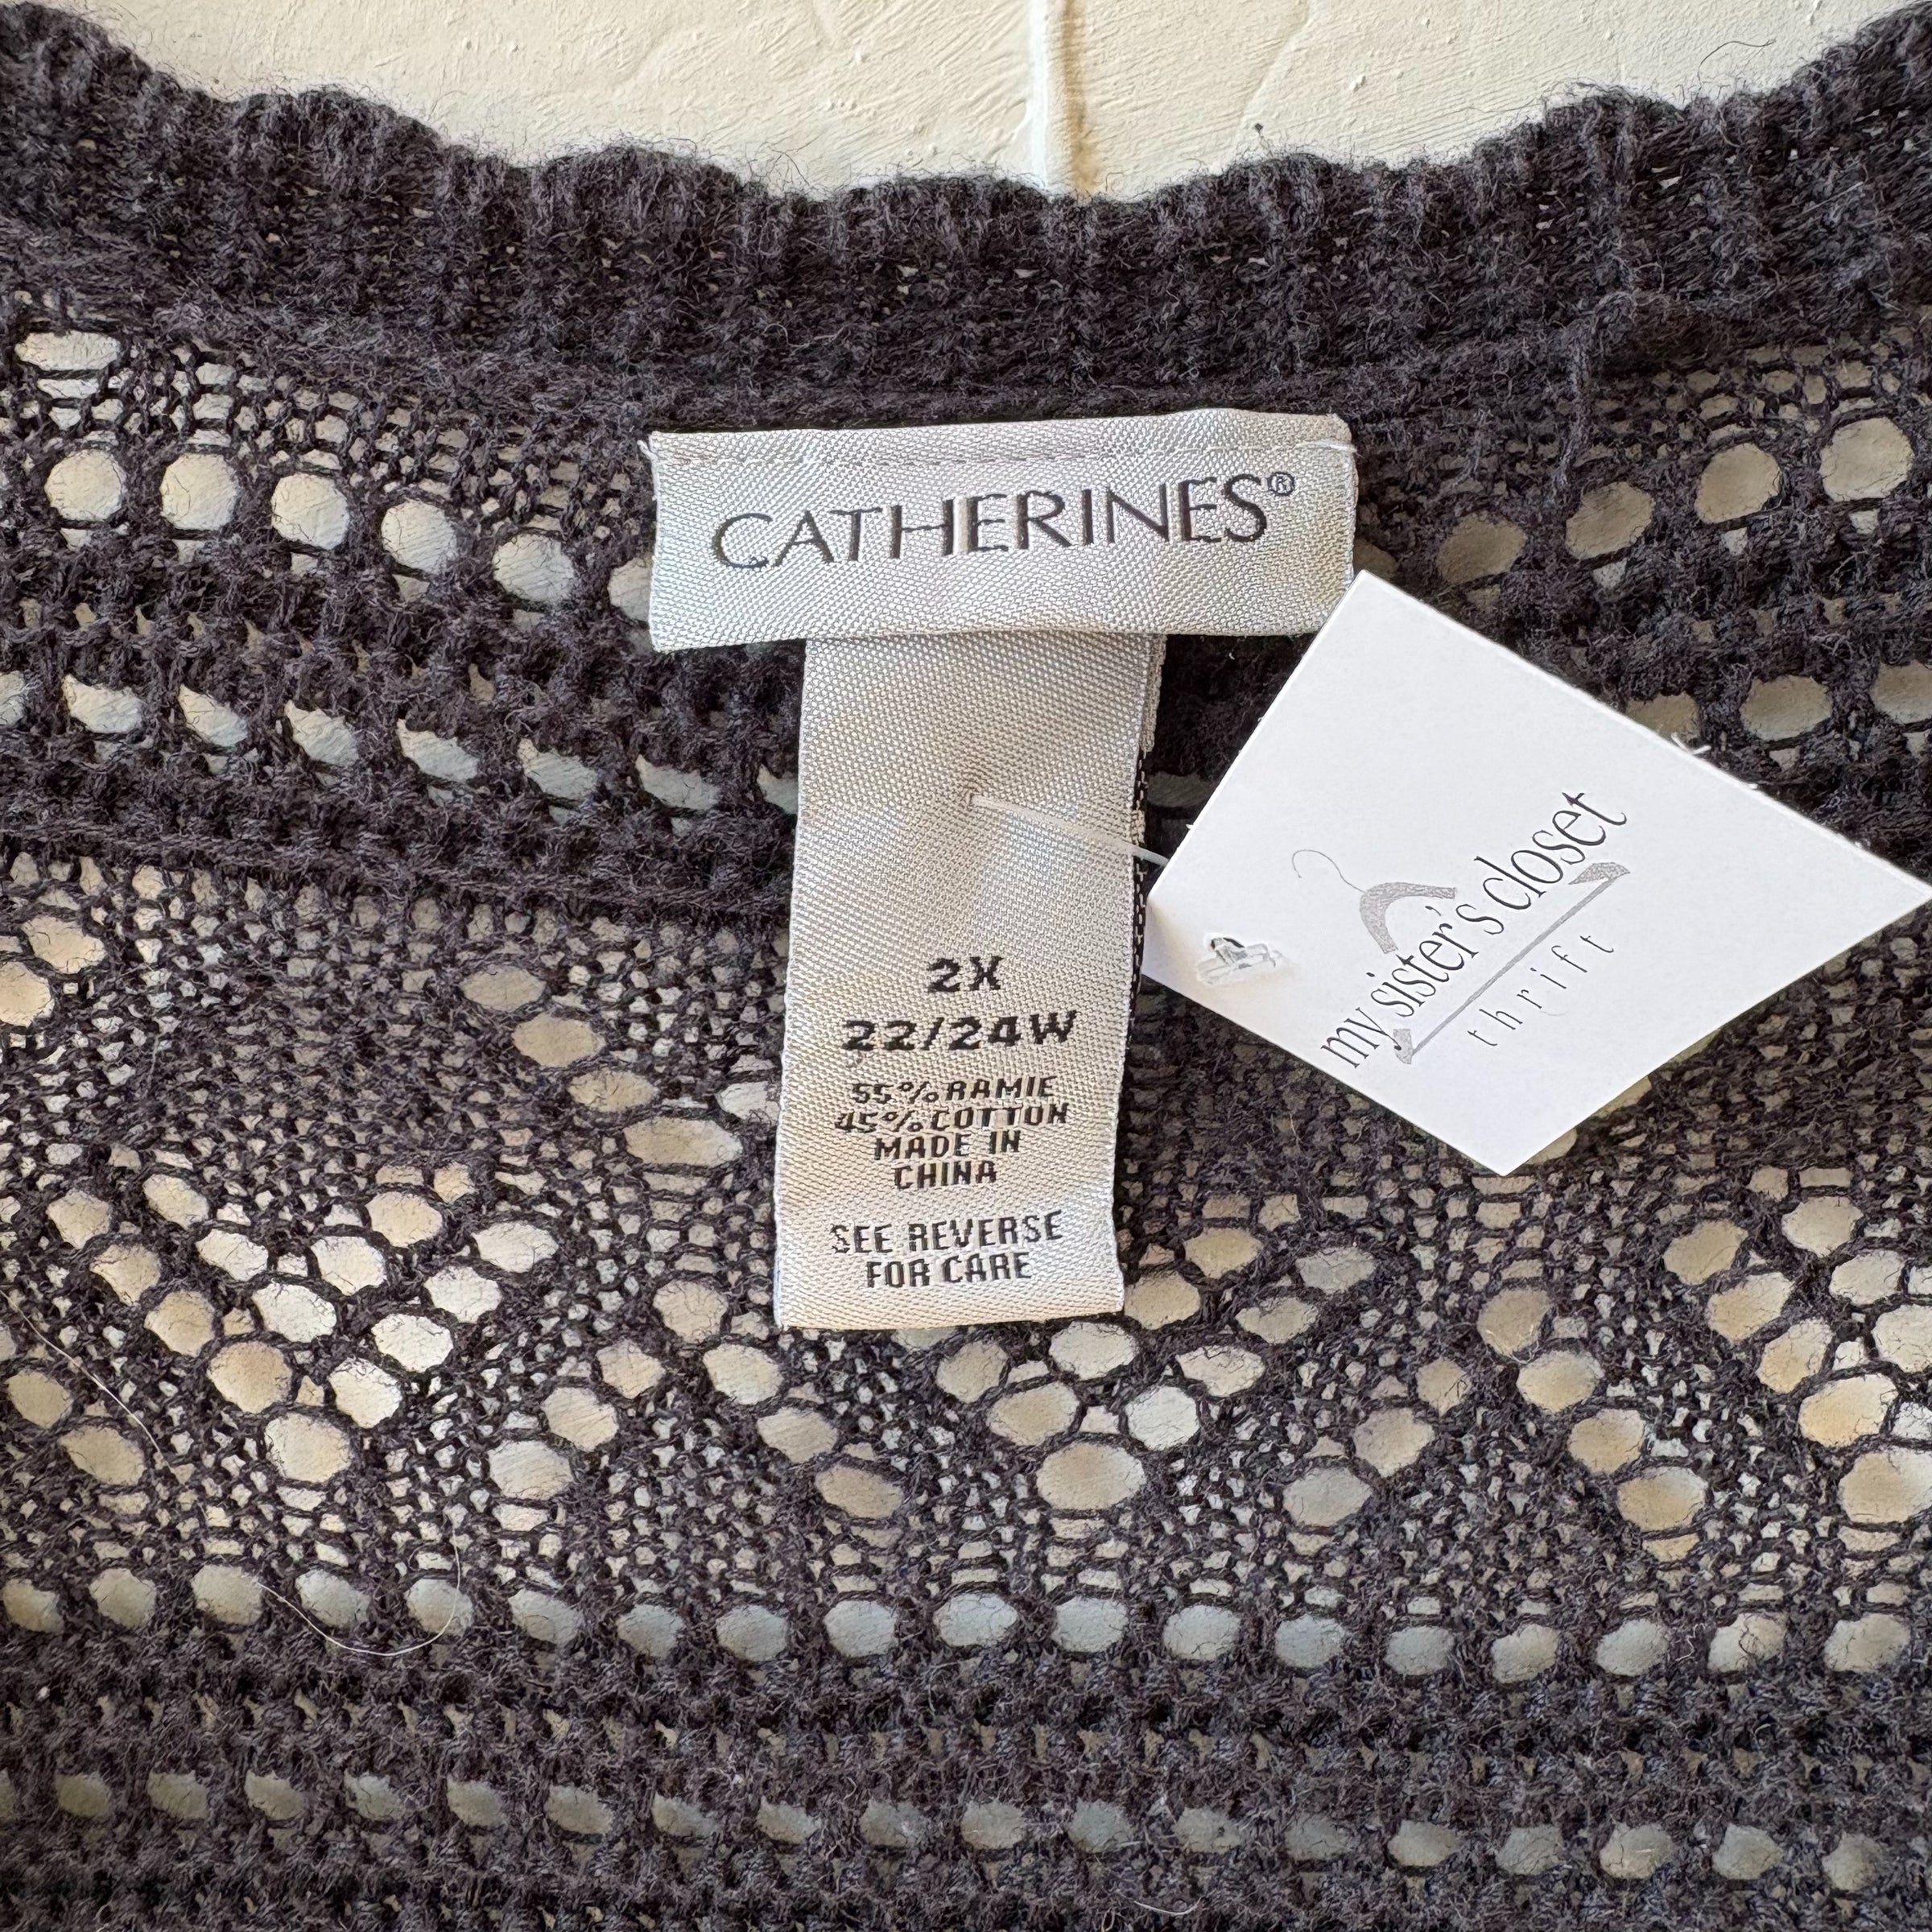 CATHERINES®
2X
22/24W
55% RAMIE
45% COTTON
MADE IN
CHINA
SEE REVERSE
FOR CARE
my sister's closet
thrift